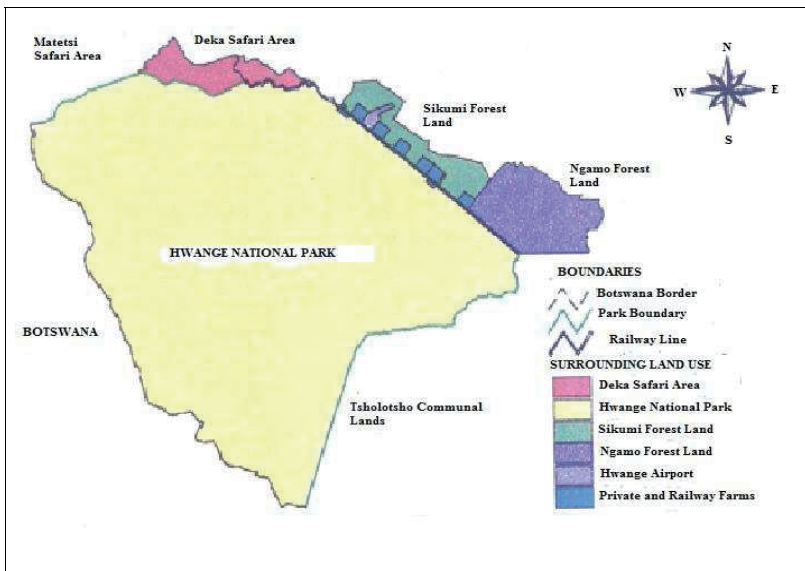 Matetsi
Safari Area
Deka Safari Area
N
W
E
S
Sikumi Forest
Land
Ngamo Forest
Land
HWANGE NATIONAL PARK
BOTSWANA
Tsholotsho Communal
Lands
BOUNDARIES
Botswana Border
Park Boundary
Railway Line
SURROUNDING LAND USE
Deka Safari Area
Hwange National Park
Sikumi Forest Land
Ngamo Forest Land
Hwange Airport
Private and Railway Farms